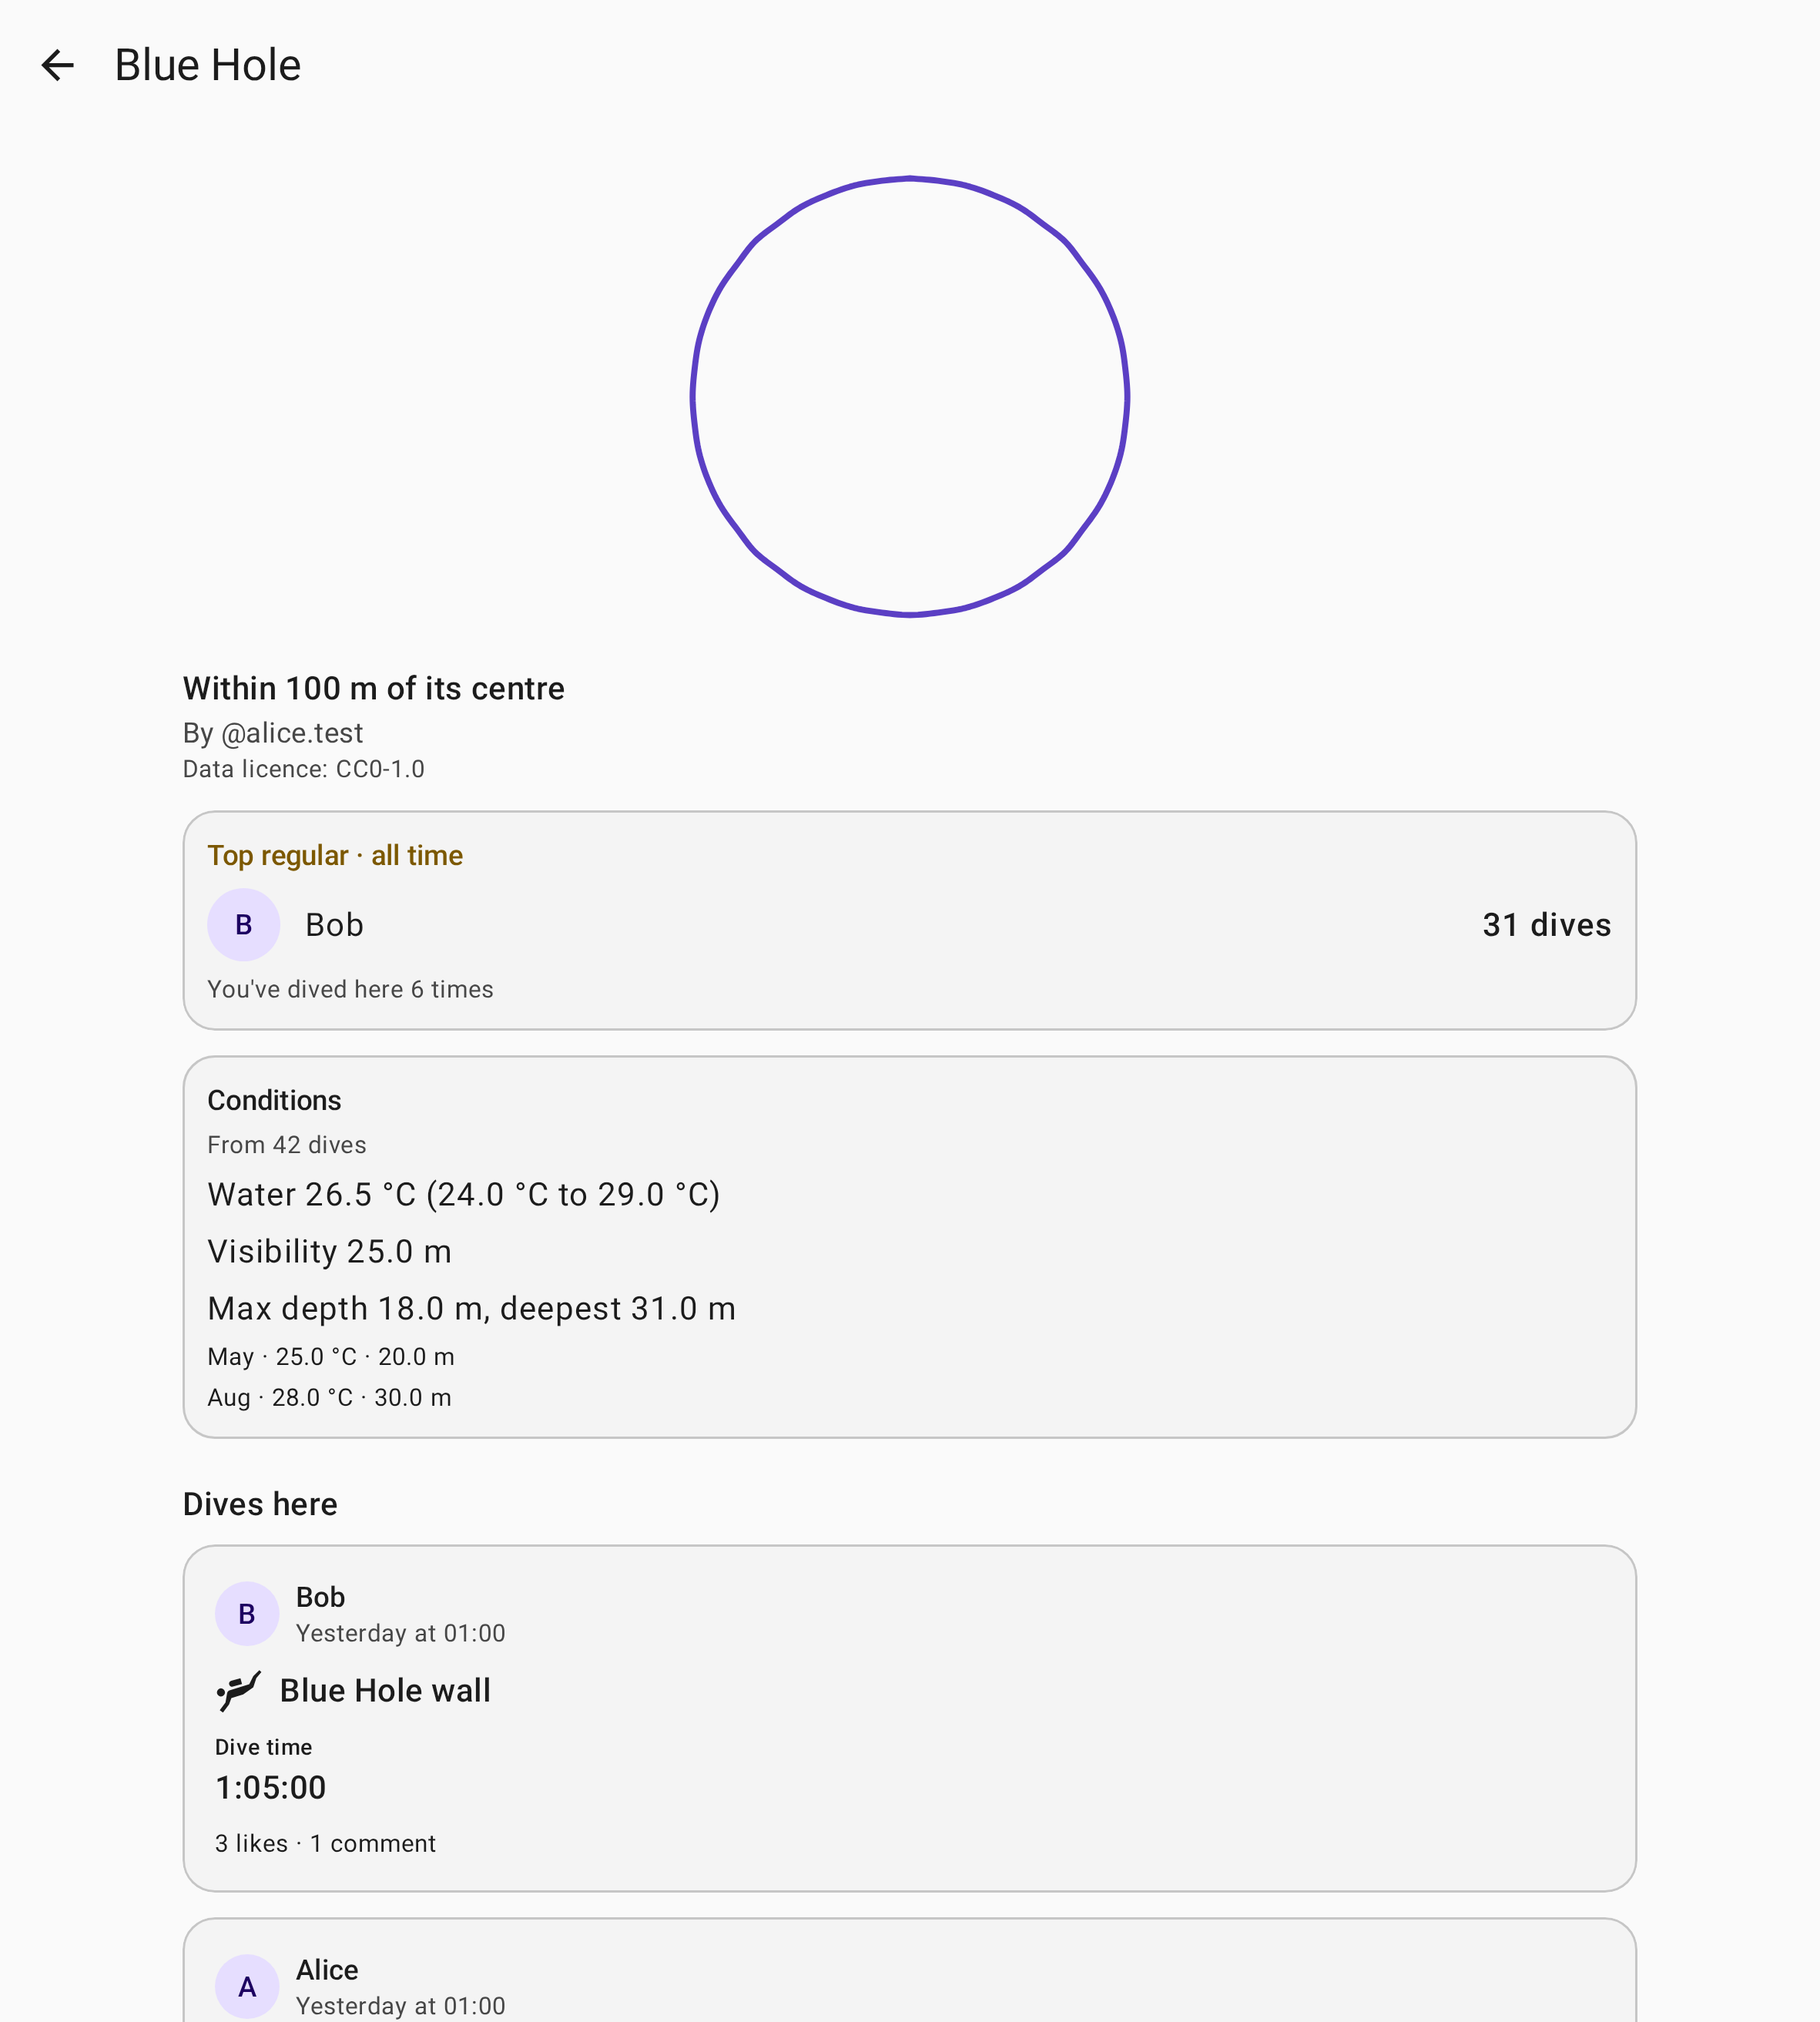 Blue Hole
Within 100 m of its centre
By @alice.test
Data licence: CC0-1.0
Top regular · all time
B
Bob
31 dives
You've dived here 6 times
Conditions
From 42 dives
Water 26.5 °C (24.0 °C to 29.0 °C)
Visibility 25.0 m
Max depth 18.0 m, deepest 31.0 m
May · 25.0 °C · 20.0 m
Aug · 28.0 °C · 30.0 m
Dives here
B
Bob
Yesterday at 01:00
Blue Hole wall
Dive time
1:05:00
3 likes · 1 comment
A
Alice
Yesterday at 01:00